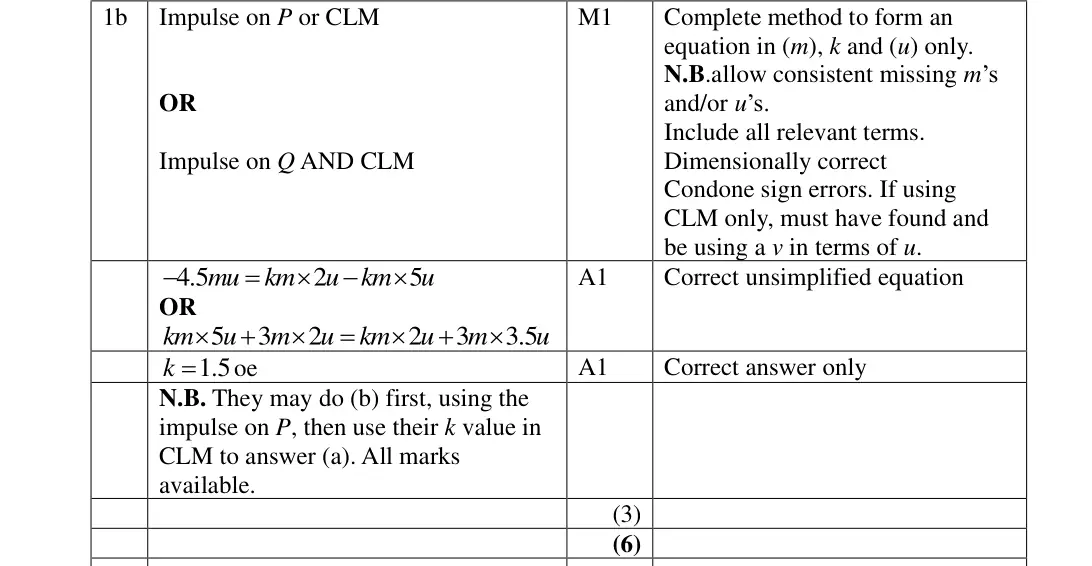 1b Impulse on P or CLM M1 Complete method to form an
equation in (m), k and (u) only.
N.B.allow consistent missing m's
OR and/or u's.
Include all relevant terms.
Impulse on Q AND CLM Dimensionally correct
Condone sign errors. If using
CLM only, must have found and
be using a v in terms of u.
−4.5mu = km×2u − km×5u A1 Correct unsimplified equation
OR
km×5u + 3m×2u = km×2u + 3m×3.5u
k = 1.5 oe A1 Correct answer only
N.B. They may do (b) first, using the
impulse on P, then use their k value in
CLM to answer (a). All marks
available.
(3)
(6)